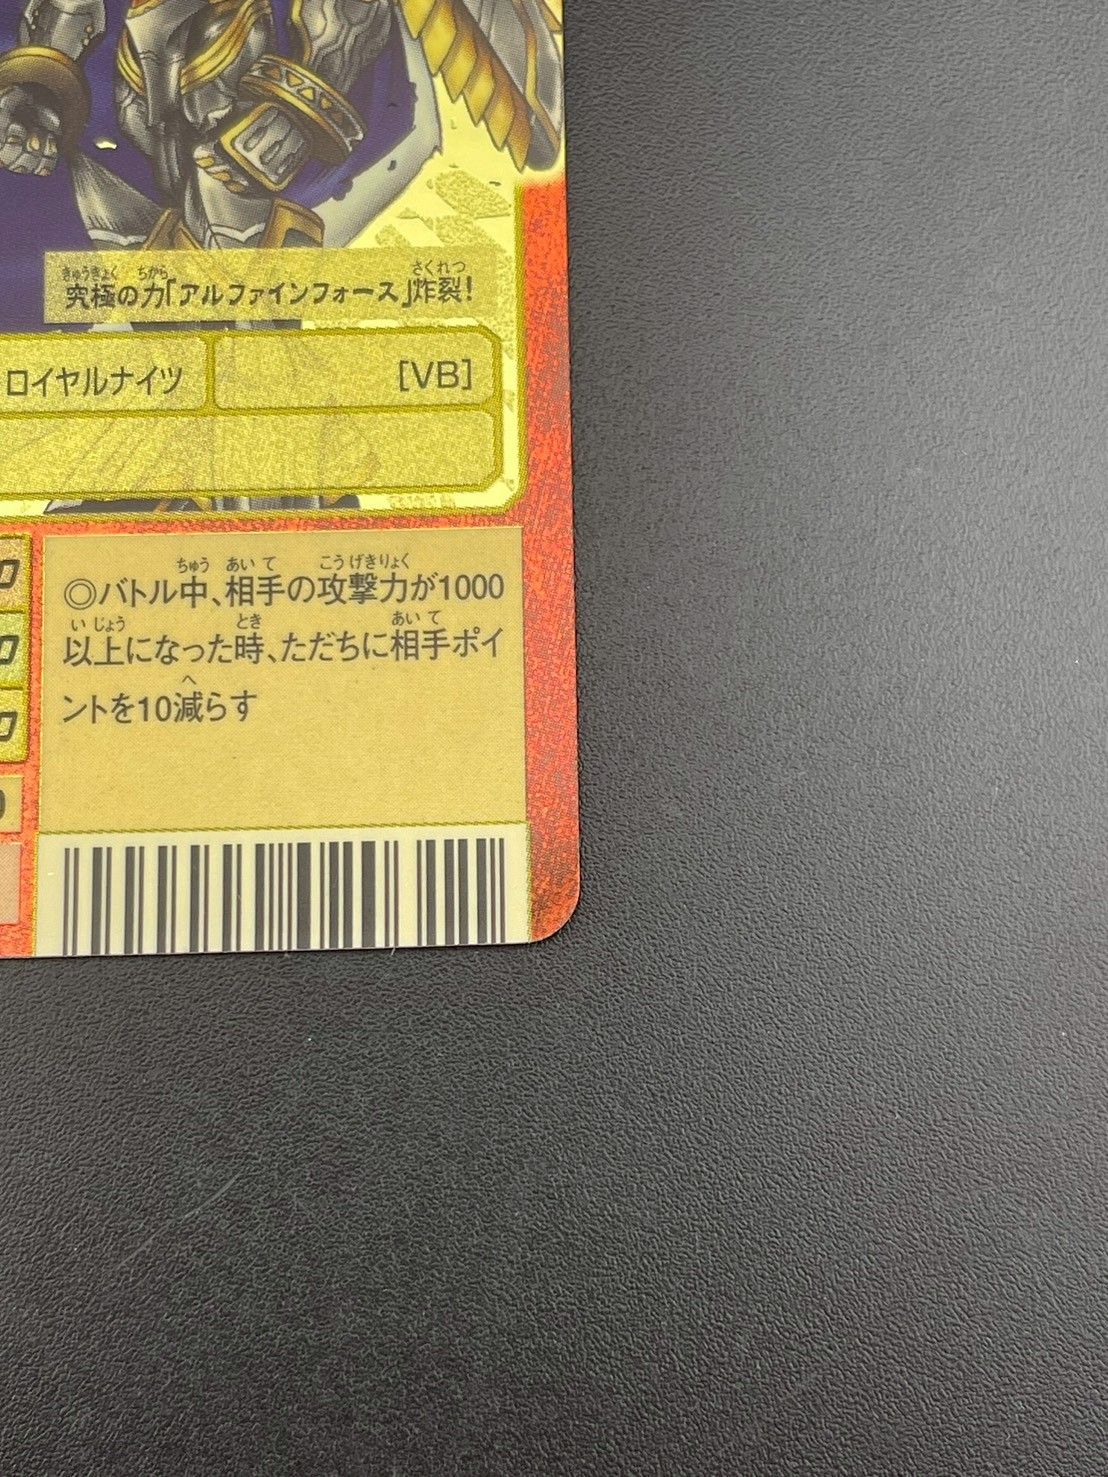 究極の力「アルファインフォース」炸裂!
ロイヤルナイツ
[VB]
◎バトル中、相手の攻撃力が1000
以上になった時、ただちに相手ポイ
ントを10減らす